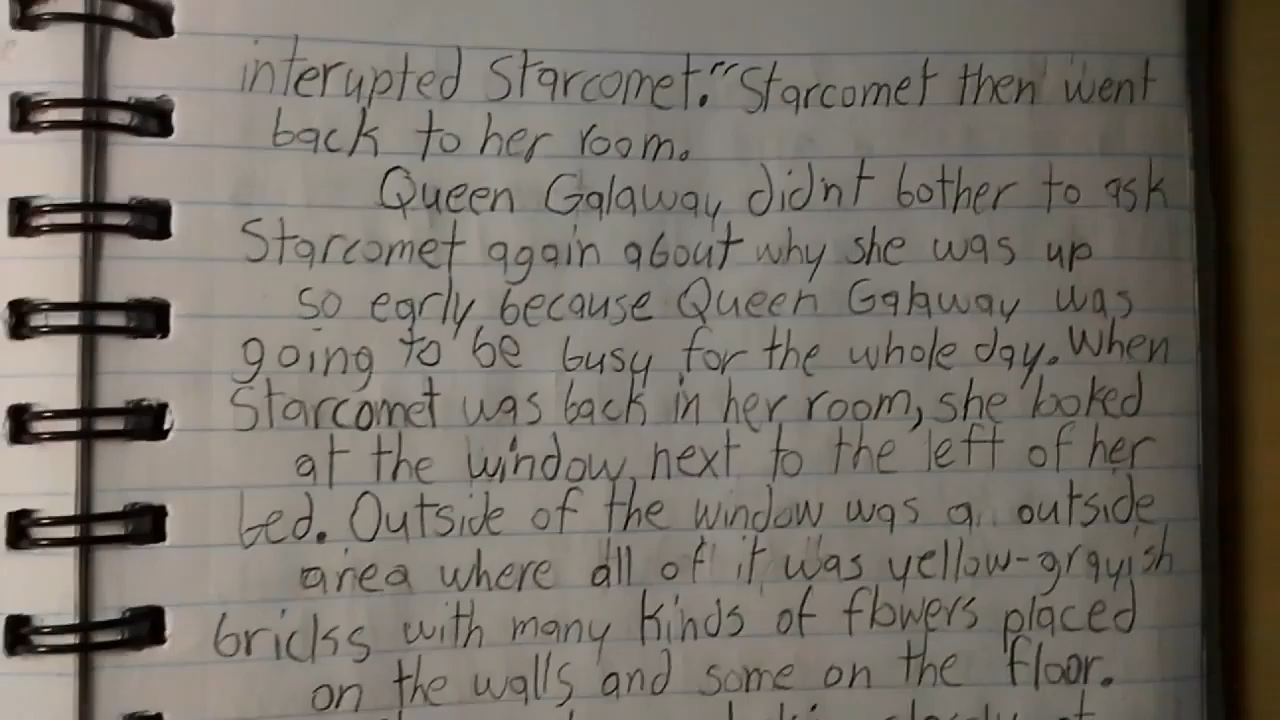 interupted Starcomet." Starcomet then went
back to her room.
Queen Galaway didnt bother to ask
Starcomet again about why she was up
so early because Queen Galaway was
going to be busy for the whole day. When
Starcomet was back in her room, she looked
at the window next to the left of her
bed. Outside of the window was a outside
area where all of it was yellow-grayish
bricks with many kinds of flowers placed
on the walls and some on the floor.